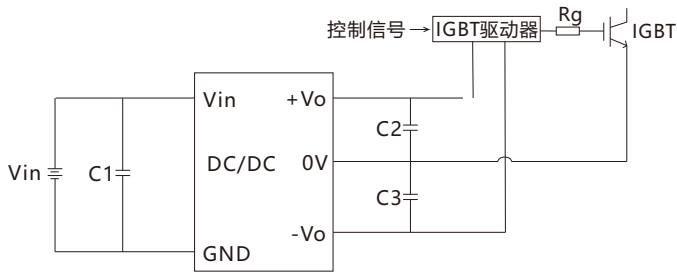 Rg
控制信号
IGBT驱动器
IGBT
Vin
+Vo
C2
Vin
C1
DC/DC
0V
C3
-Vo
GND